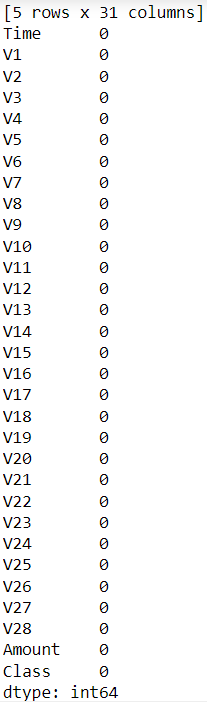 [5 rows x 31 columns]
Time 0
V1 0
V2 0
V3 0
V4 0
V5 0
V6 0
V7 0
V8 0
V9 0
V10 0
V11 0
V12 0
V13 0
V14 0
V15 0
V16 0
V17 0
V18 0
V19 0
V20 0
V21 0
V22 0
V23 0
V24 0
V25 0
V26 0
V27 0
V28 0
Amount 0
Class 0
dtype: int64